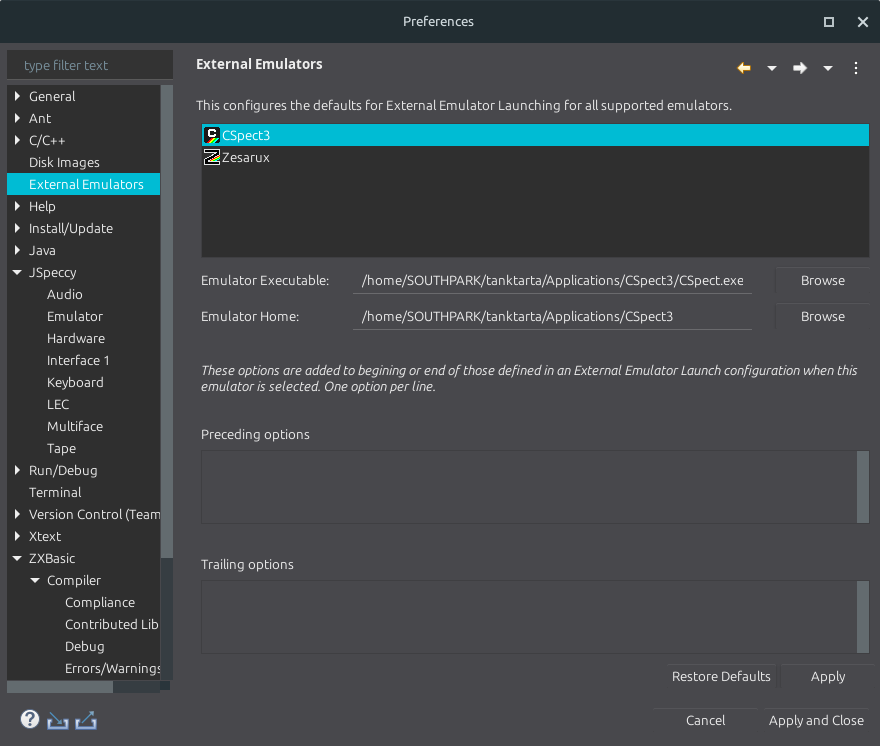 Preferences
type filter text
General
Ant
C/C++
Disk Images
External Emulators
Help
Install/Update
Java
JSpeccy
Audio
Emulator
Hardware
Interface 1
Keyboard
LEC
Multiface
Tape
Run/Debug
Terminal
Version Control (Team
Xtext
ZXBasic
Compiler
Compliance
Contributed Lib
Debug
Errors/Warnings
External Emulators
This configures the defaults for External Emulator Launching for all supported emulators.
CSpect3
Zesarux
Emulator Executable: /home/SOUTHPARK/tanktarta/Applications/CSpect3/CSpect.exe Browse
Emulator Home: /home/SOUTHPARK/tanktarta/Applications/CSpect3 Browse
These options are added to begining or end of those defined in an External Emulator Launch configuration when this
emulator is selected. One option per line.
Preceding options
Trailing options
Restore Defaults Apply
Cancel Apply and Close